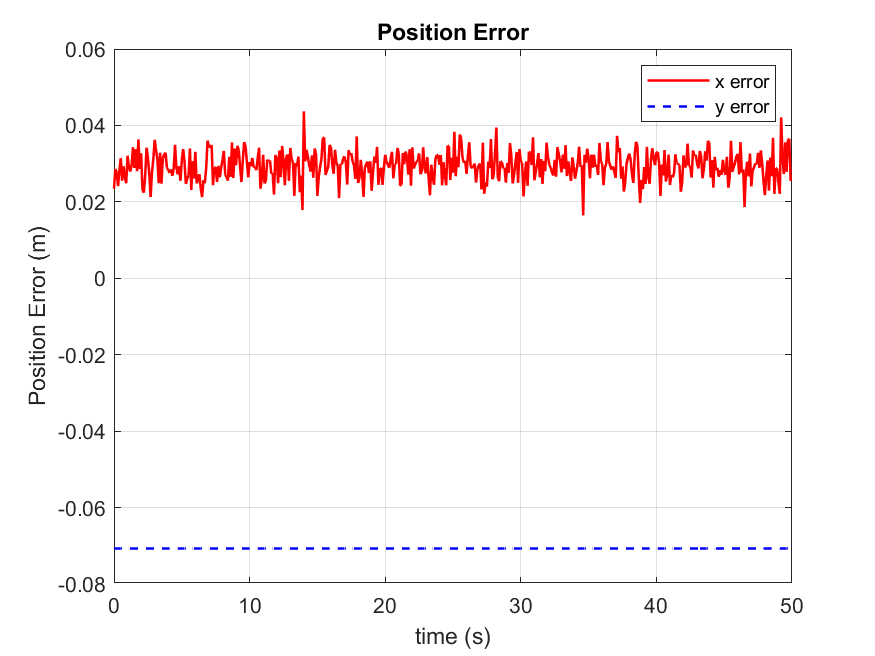 Position Error
x error
y error
Position Error (m)
0.06
0.04
0.02
0
-0.02
-0.04
-0.06
-0.08
0 10 20 30 40 50
time (s)